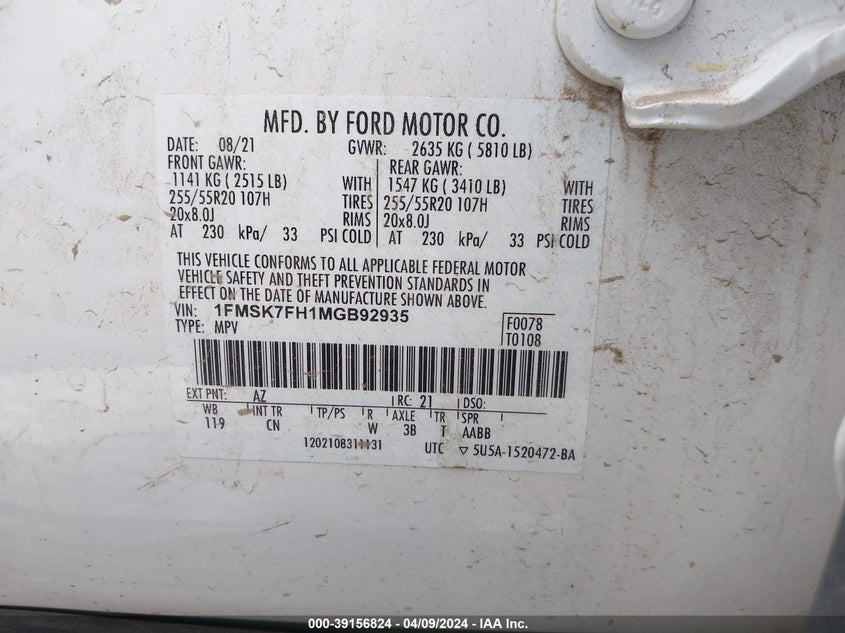 MFD. BY FORD MOTOR CO.
DATE: 08/21 GVWR: 2635 KG ( 5810 LB)
FRONT GAWR: REAR GAWR:
1141 KG ( 2515 LB) WITH 1547 KG ( 3410 LB) WITH
255/55R20 107H TIRES 255/55R20 107H TIRES
20x8.0J RIMS 20x8.0J RIMS
AT 230 kPa/ 33 PSI COLD AT 230 kPa/ 33 PSI COLD
THIS VEHICLE CONFORMS TO ALL APPLICABLE FEDERAL MOTOR
VEHICLE SAFETY AND THEFT PREVENTION STANDARDS IN
EFFECT ON THE DATE OF MANUFACTURE SHOWN ABOVE.
VIN: 1FMSK7FH1MGB92935 F0078
TYPE: MPV T0108
EXT PNT: AZ RC: 21 DSO:
WB INT TR TP/PS R AXLE TR SPR
119 CN W 3B T AABB
1202108311131 UTC ▽ 5U5A-1520472-BA
000-39156824 - 04/09/2024 - IAA Inc.